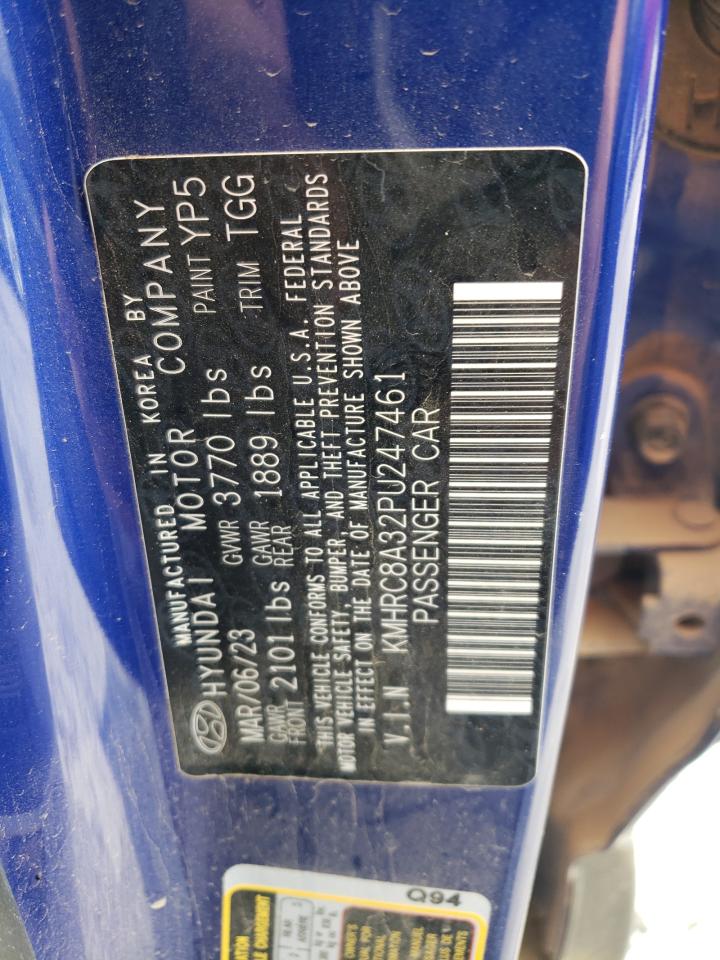 MANUFACTURED IN KOREA BY
HYUNDAI MOTOR COMPANY
MAR/06/23 GVWR 3770 lbs PAINT YP5
GAWR FRONT 2101 lbs GAWR REAR 1889 lbs TRIM TGG
THIS VEHICLE CONFORMS TO ALL APPLICABLE U.S.A. FEDERAL
MOTOR VEHICLE SAFETY, BUMPER, AND THEFT PREVENTION STANDARDS
IN EFFECT ON THE DATE OF MANUFACTURE SHOWN ABOVE
V.I.N KMHRC8A32PU247461
PASSENGER CAR
Q94